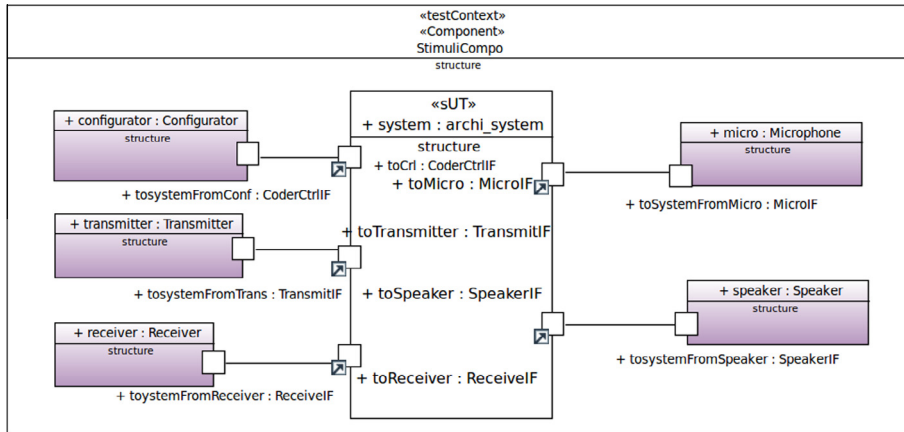 «testContext»
«Component»
StimuliCompo
structure
«sUT»
+ system : archi_system
structure
+ configurator : Configurator
structure
+ tosystemFromConf : CoderCtrlIF
+ toCrl : CoderCtrlIF
+ toMicro : MicroIF
+ micro : Microphone
structure
+ toSystemFromMicro : MicroIF
+ transmitter : Transmitter
structure
+ tosystemFromTrans : TransmitIF
+ toTransmitter : TransmitIF
+ toSpeaker : SpeakerIF
+ speaker : Speaker
structure
+ tosystemFromSpeaker : SpeakerIF
+ receiver : Receiver
structure
+ toystemFromReceiver : ReceiveIF
+ toReceiver : ReceiveIF